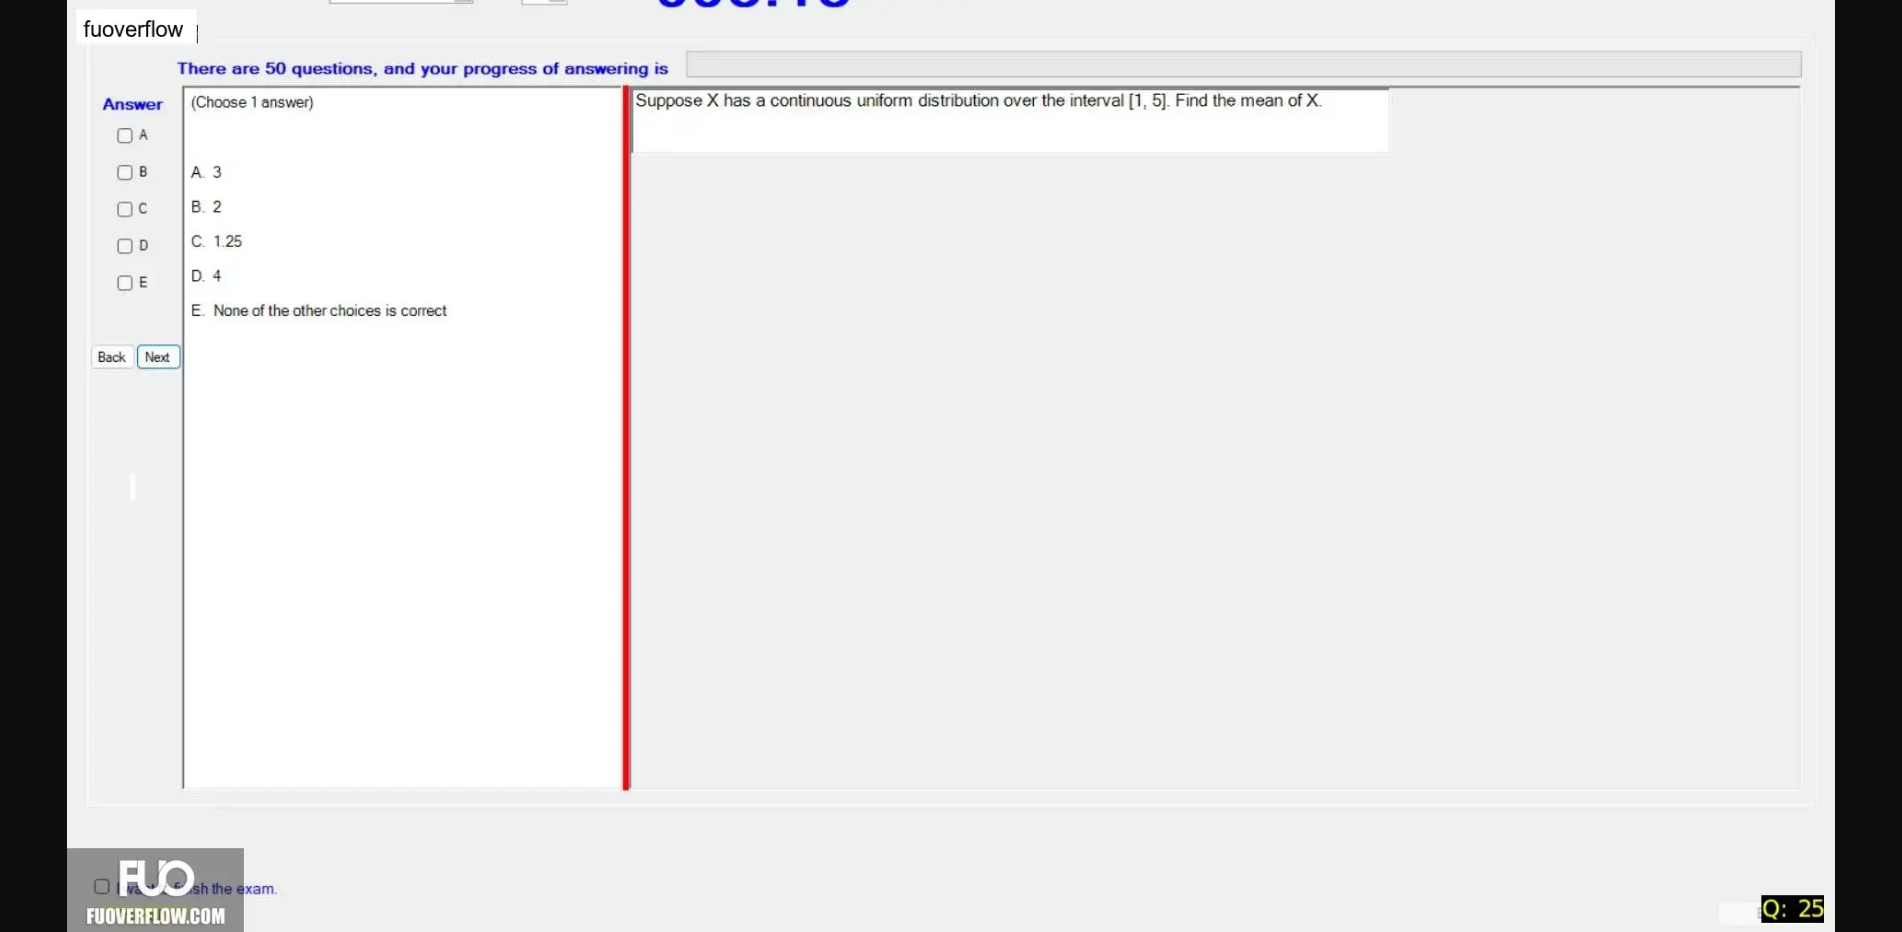 fuoverflow
There are 50 questions, and your progress of answering is
Answer
(Choose 1 answer)
Suppose X has a continuous uniform distribution over the interval [1, 5]. Find the mean of X.
A
B
C
D
E
A. 3
B. 2
C. 1.25
D. 4
E. None of the other choices is correct
Back
Next
FUO
the exam.
FUOVERFLOW.COM
Q: 25